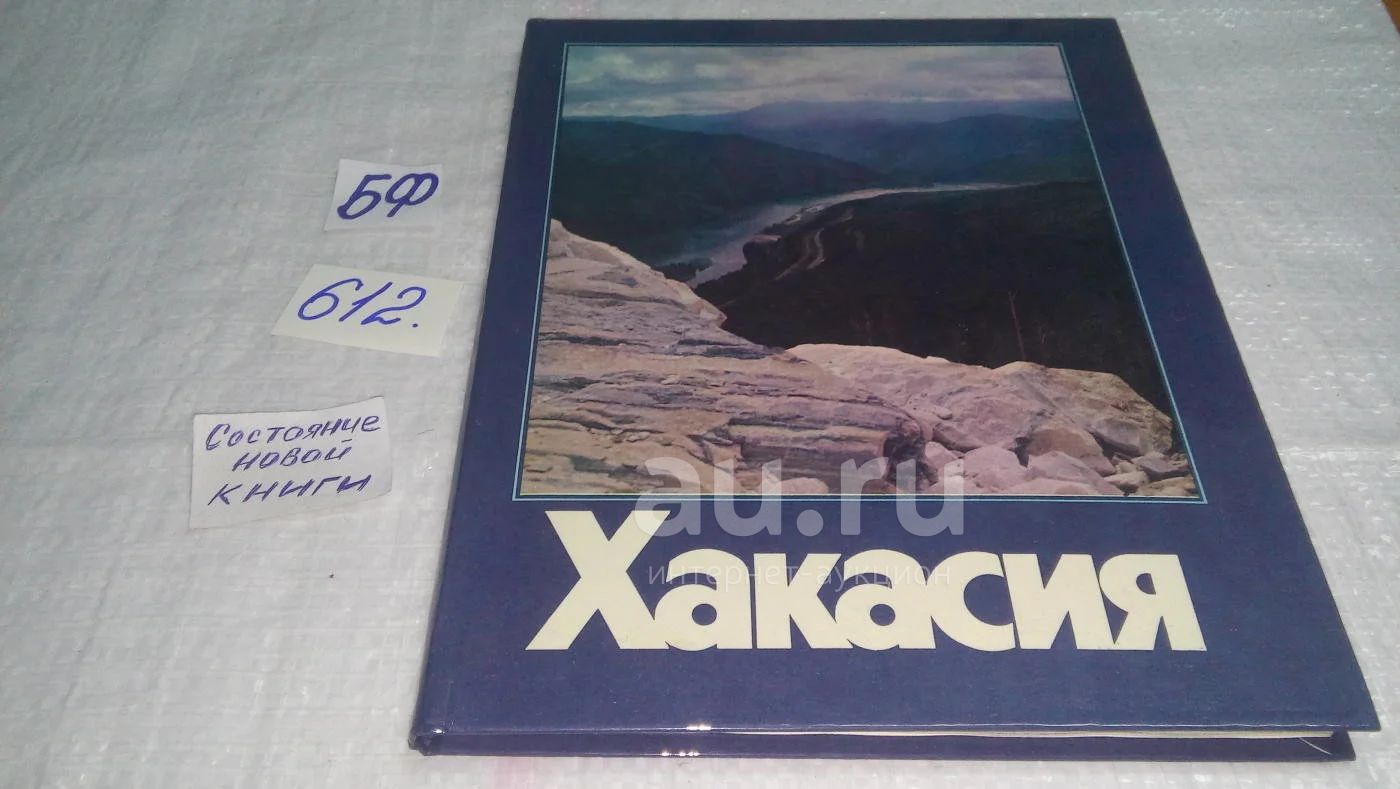 БФ
612.
Состояние
новой
книги
au.ru
интернет-аукцион
Хакасия